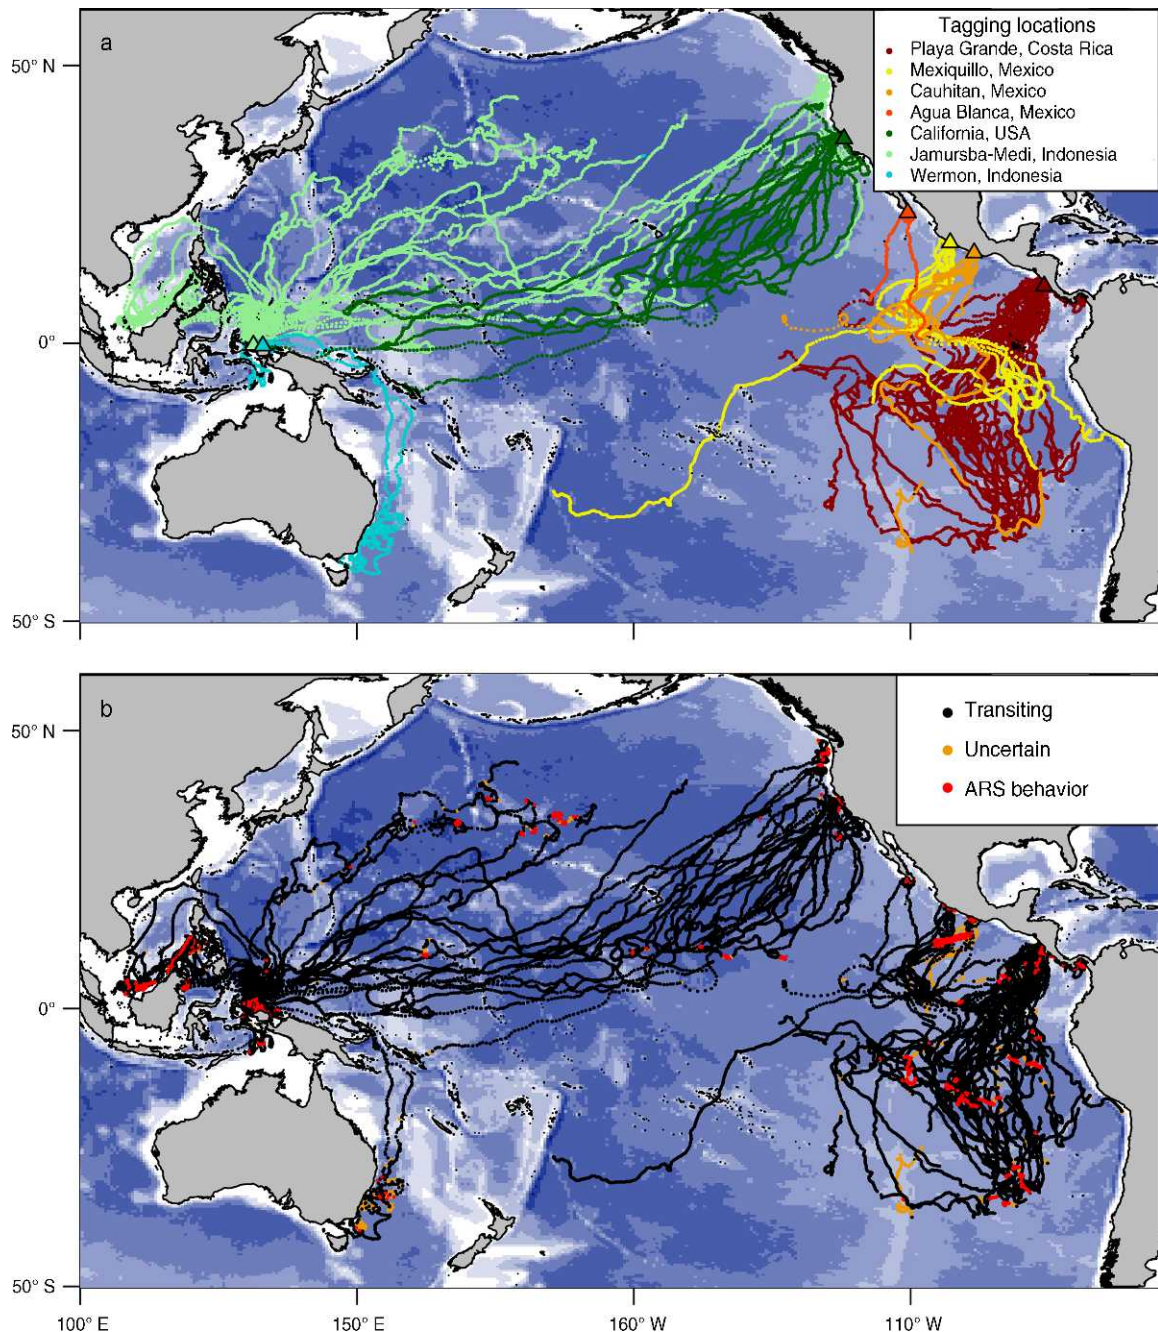 a
Tagging locations
Playa Grande, Costa Rica
Mexiquillo, Mexico
Cauhitan, Mexico
Agua Blanca, Mexico
California, USA
Jamursba-Medi, Indonesia
Wermon, Indonesia
50° N
0°
50° S
b
Transiting
Uncertain
ARS behavior
50° N
0°
50° S
100° E
150° E
160° W
110° W